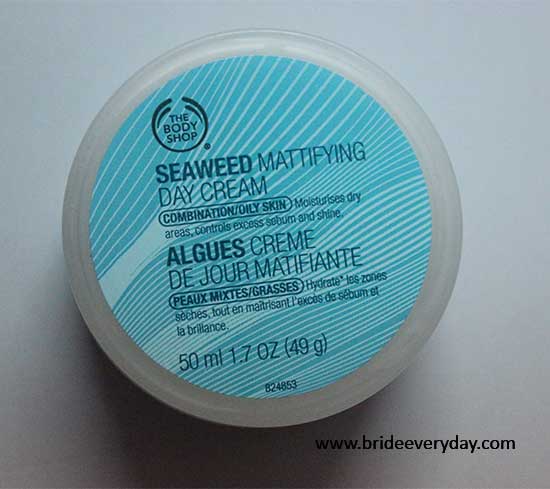 THE
BODY
SHOP®
SEAWEED MATTIFYING
DAY CREAM
COMBINATION/OILY SKIN Moisturises dry
areas, controls excess sebum and shine.
ALGUES CREME
DE JOUR MATIFIANTE
PEAUX MIXTES/GRASSES Hydrate* les zones
sèches, tout en maîtrisant l'excès de sébum et
la brillance.
50 ml 1.7 OZ (49 g)
824853
www.brideeveryday.com